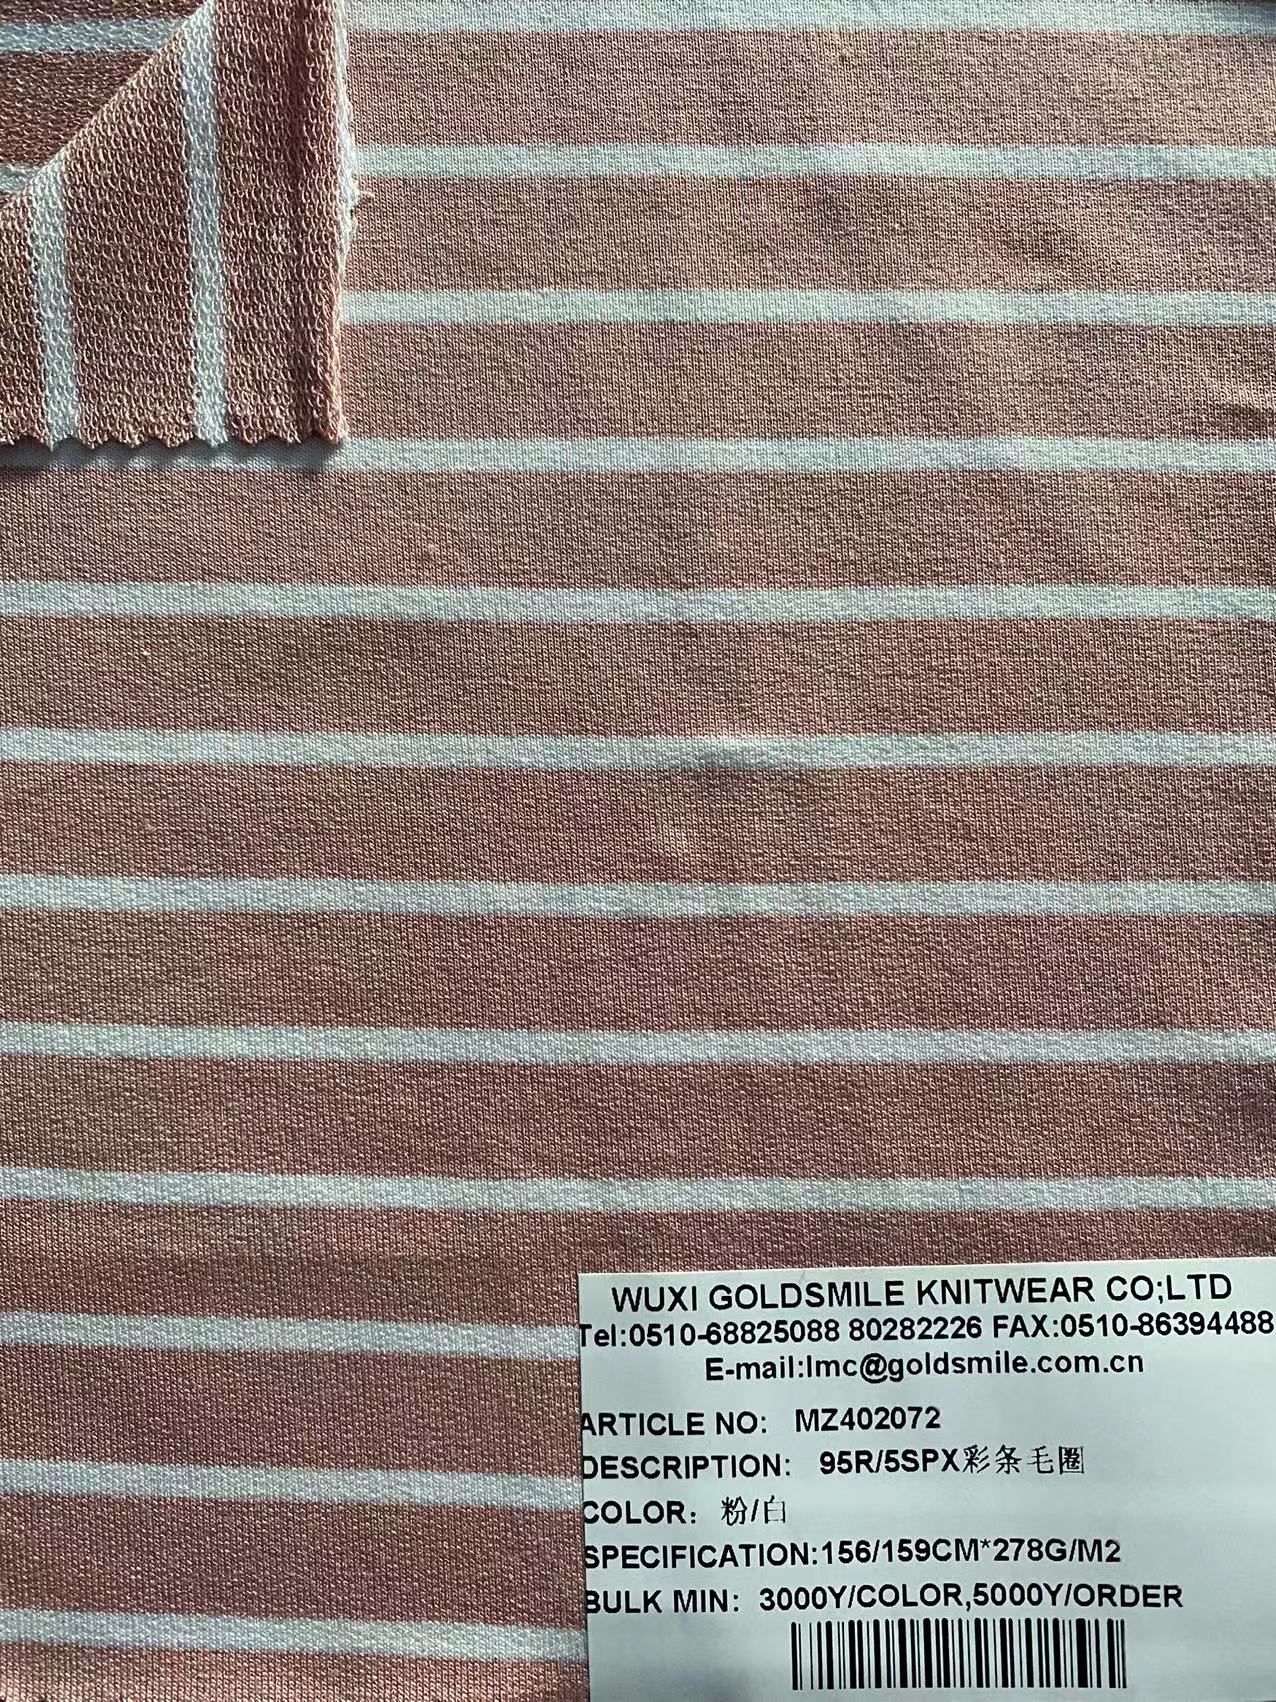 WUXI GOLDSMILE KNITWEAR CO;LTD
Tel:0510-68825088 80282226 FAX:0510-86394488
E-mail:lmc@goldsmile.com.cn
ARTICLE NO: MZ402072
DESCRIPTION: 95R/5SPX彩条毛圈
COLOR：粉/白
SPECIFICATION:156/159CM*278G/M2
BULK MIN: 3000Y/COLOR,5000Y/ORDER